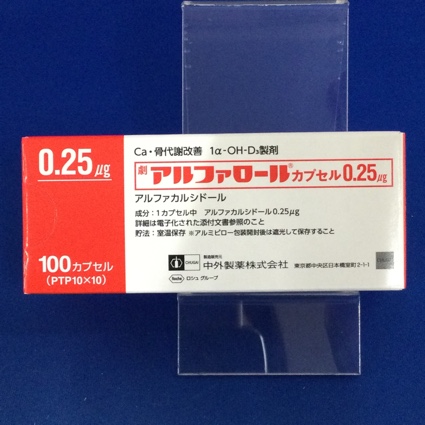 0.25μg
100カプセル
(PTP10×10)
Ca・骨代謝改善 1α-OH-D₃製剤
劇 アルファロール®カプセル0.25μg
アルファカルシドール
成分：1カプセル中 アルファカルシドール0.25μg
詳細は電子化された添付文書参照のこと
貯法：室温保存 ※アルミピロー包装開封後は遮光して保存すること
製造販売元
CHUGAI 中外製薬株式会社 東京都中央区日本橋室町2-1-1
Roche ロシュ グループ